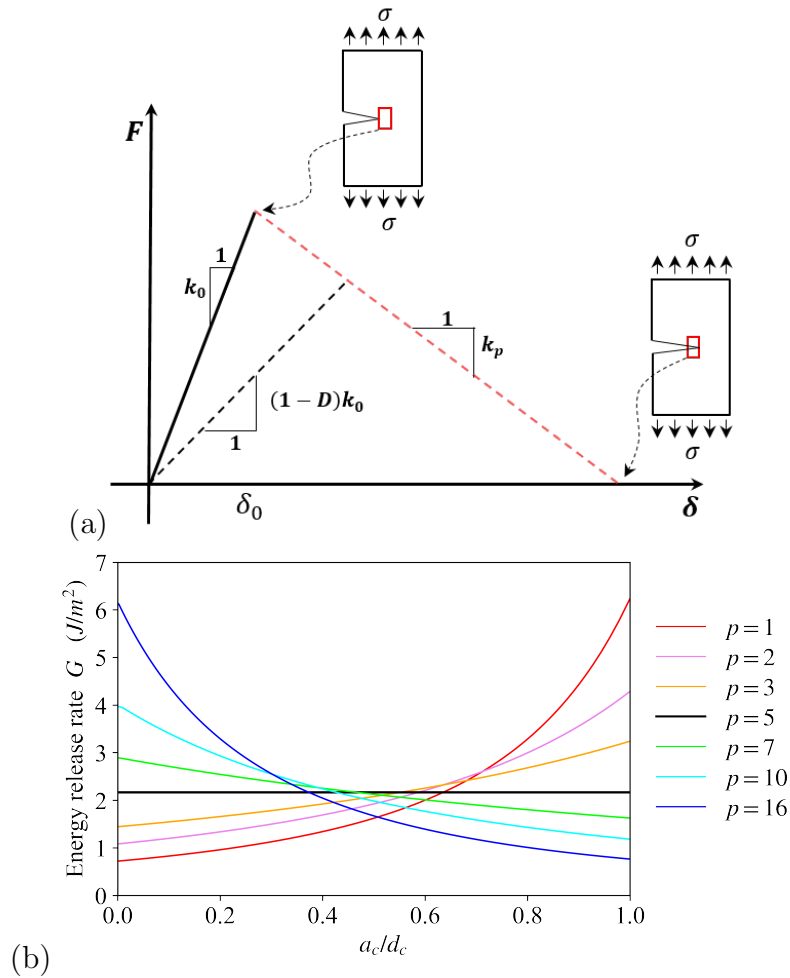 σ
F
σ
1
k₀
σ
1
kₚ
(1 − D)k₀
1
σ
δ₀
δ
(a)
7
6
5
4
3
2
1
0
Energy release rate G (J/m²)
0.0 0.2 0.4 0.6 0.8 1.0
a_c/d_c
p = 1
p = 2
p = 3
p = 5
p = 7
p = 10
p = 16
(b)